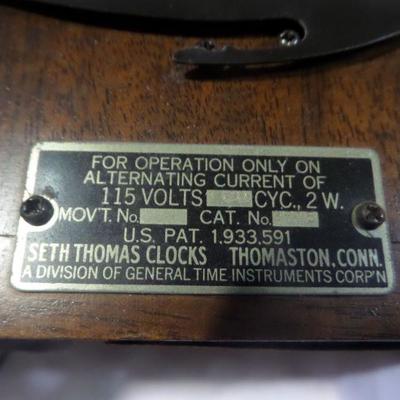 FOR OPERATION ONLY ON
ALTERNATING CURRENT OF
115 VOLTS CYC., 2 W.
MOV'T. No. CAT. No.
U.S. PAT. 1.933.591
SETH THOMAS CLOCKS THOMASTON, CONN.
A DIVISION OF GENERAL TIME INSTRUMENTS CORP'N